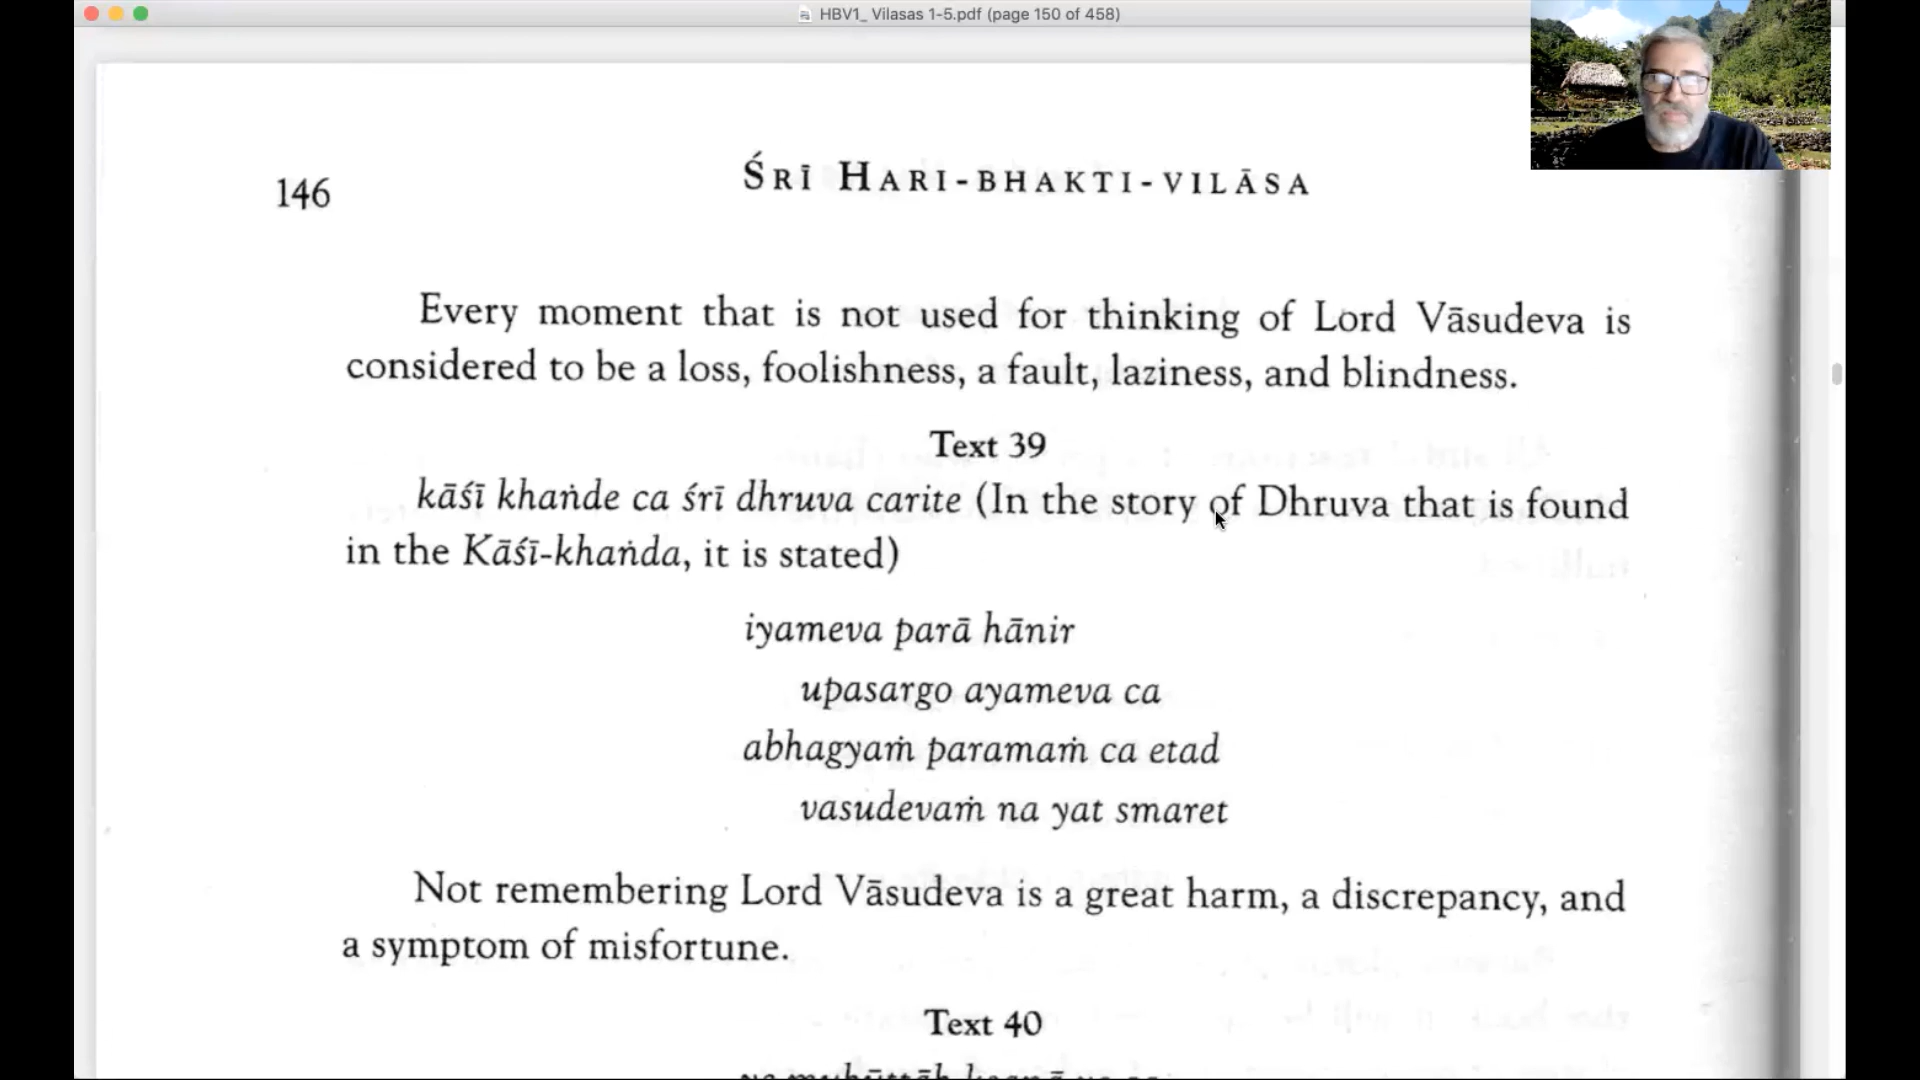 HBV1_ Vilasas 1-5.pdf (page 150 of 458)
146
ŚRĪ HARI-BHAKTI-VILĀSA
Every moment that is not used for thinking of Lord Vāsudeva is
considered to be a loss, foolishness, a fault, laziness, and blindness.
Text 39
kāśī khaṅde ca śrī dhruva carite (In the story of Dhruva that is found
in the Kāśī-khaṅda, it is stated)
iyameva parā hānir
upasargo ayameva ca
abhagyaṁ paramaṁ ca etad
vasudevaṁ na yat smaret
Not remembering Lord Vāsudeva is a great harm, a discrepancy, and
a symptom of misfortune.
Text 40